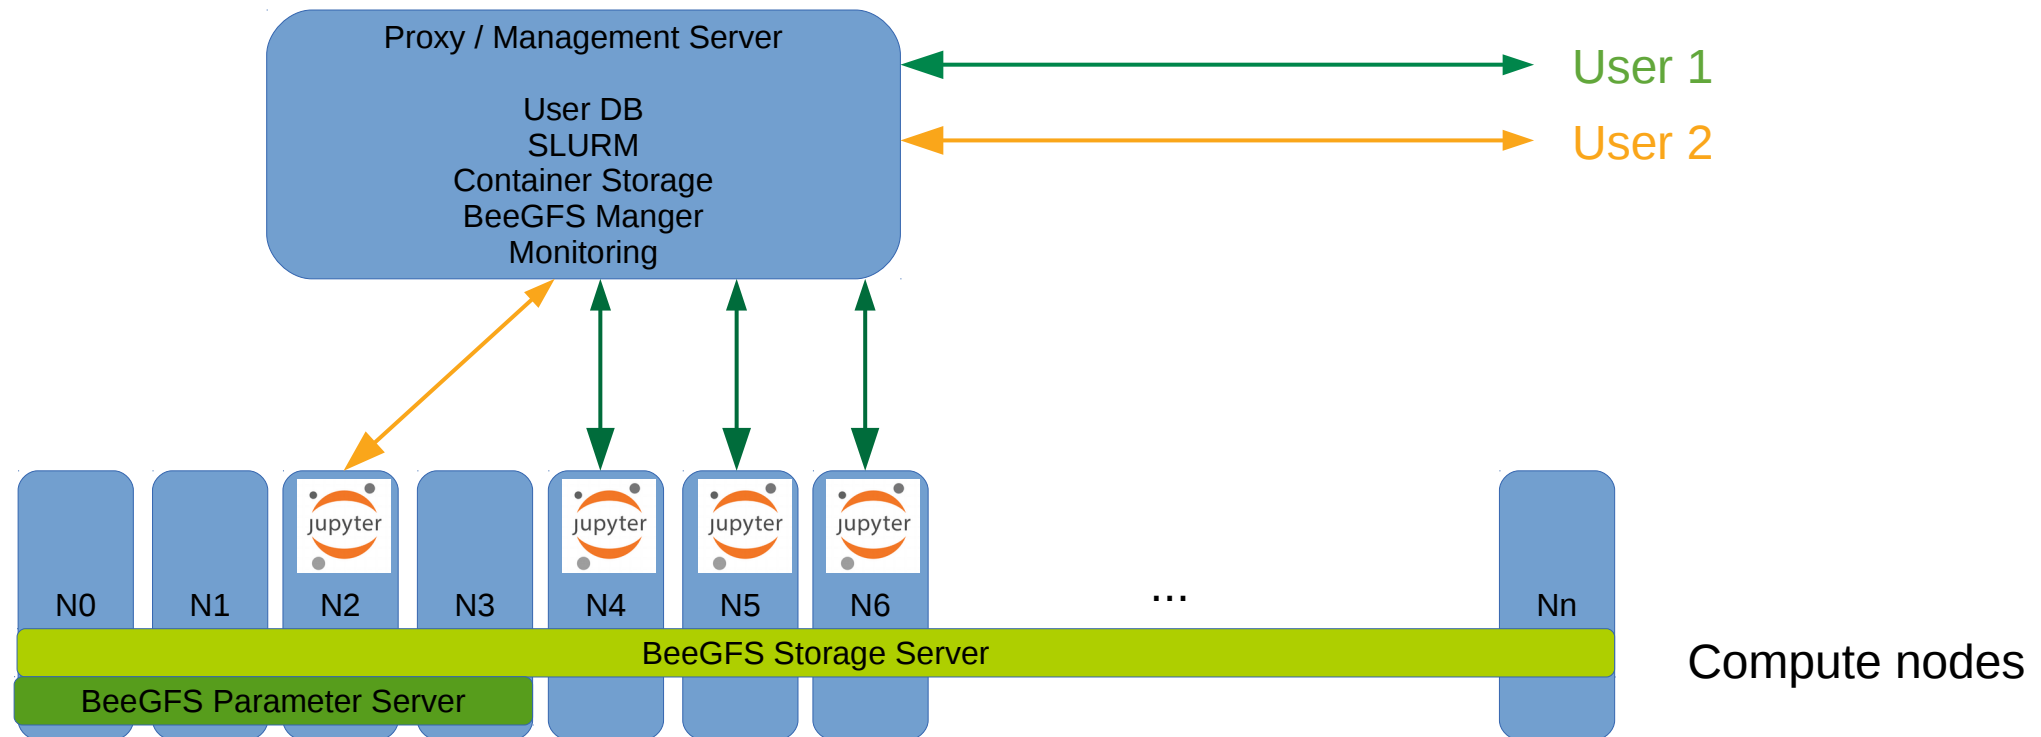 Proxy / Management Server
User DB
SLURM
Container Storage
BeeGFS Manger
Monitoring
User 1
User 2
jupyter
jupyter
jupyter
jupyter
N0
N1
N2
N3
N4
N5
N6
...
Nn
BeeGFS Storage Server
BeeGFS Parameter Server
Compute nodes